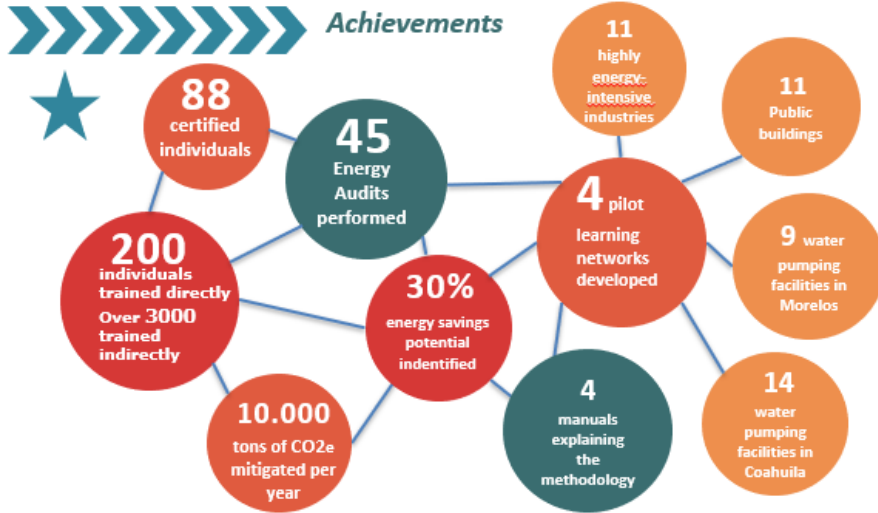 Achievements
88
certified
individuals
45
Energy
Audits
performed
11
highly
energy-
intensive
industries
11
Public
buildings
200
individuals
trained directly
Over 3000
trained
indirectly
30%
energy savings
potential
indentified
4 pilot
learning
networks
developed
9 water
pumping
facilities in
Morelos
10.000
tons of CO2e
mitigated per
year
4
manuals
explaining
the
methodology
14
water
pumping
facilities in
Coahuila